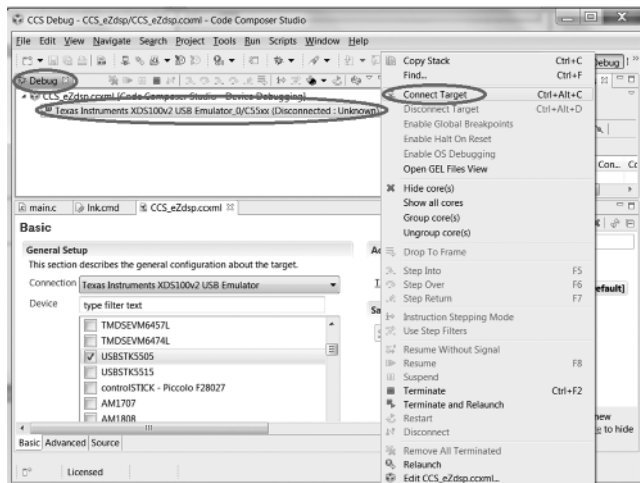 CCS Debug - CCS_eZdsp/CCS_eZdsp.ccxml - Code Composer Studio
File Edit View Navigate Search Project Tools Run Scripts Window Help
Debug
CCS_eZdsp.ccxml [Code Composer Studio - Device Debugging]
Texas Instruments XDS100v2 USB Emulator_0/C55xx (Disconnected : Unknown)
Copy Stack Ctrl+C
Find... Ctrl+F
Connect Target Ctrl+Alt+C
Disconnect Target Ctrl+Alt+D
Enable Global Breakpoints
Enable Halt On Reset
Enable OS Debugging
Open GEL Files View
Hide core(s)
Show all cores
Group core(s)
Ungroup core(s)
Drop To Frame
Step Into F5
Step Over F6
Step Return F7
Instruction Stepping Mode
Use Step Filters
Resume Without Signal
Resume F8
Suspend
Terminate Ctrl+F2
Terminate and Relaunch
Restart
Disconnect
Remove All Terminated
Relaunch
Edit CCS_eZdsp.ccxml...
Debug
Con...
main.c lnk.cmd CCS_eZdsp.ccxml
Basic
General Setup
This section describes the general configuration about the target.
Connection Texas Instruments XDS100v2 USB Emulator
Device type filter text
TMDSEVM6457L
TMDSEVM6474L
USBSTK5505
USBSTK5515
controlSTICK - Piccolo F28027
AM1707
AM1808
efault]
new
to hide
Basic Advanced Source
Licensed